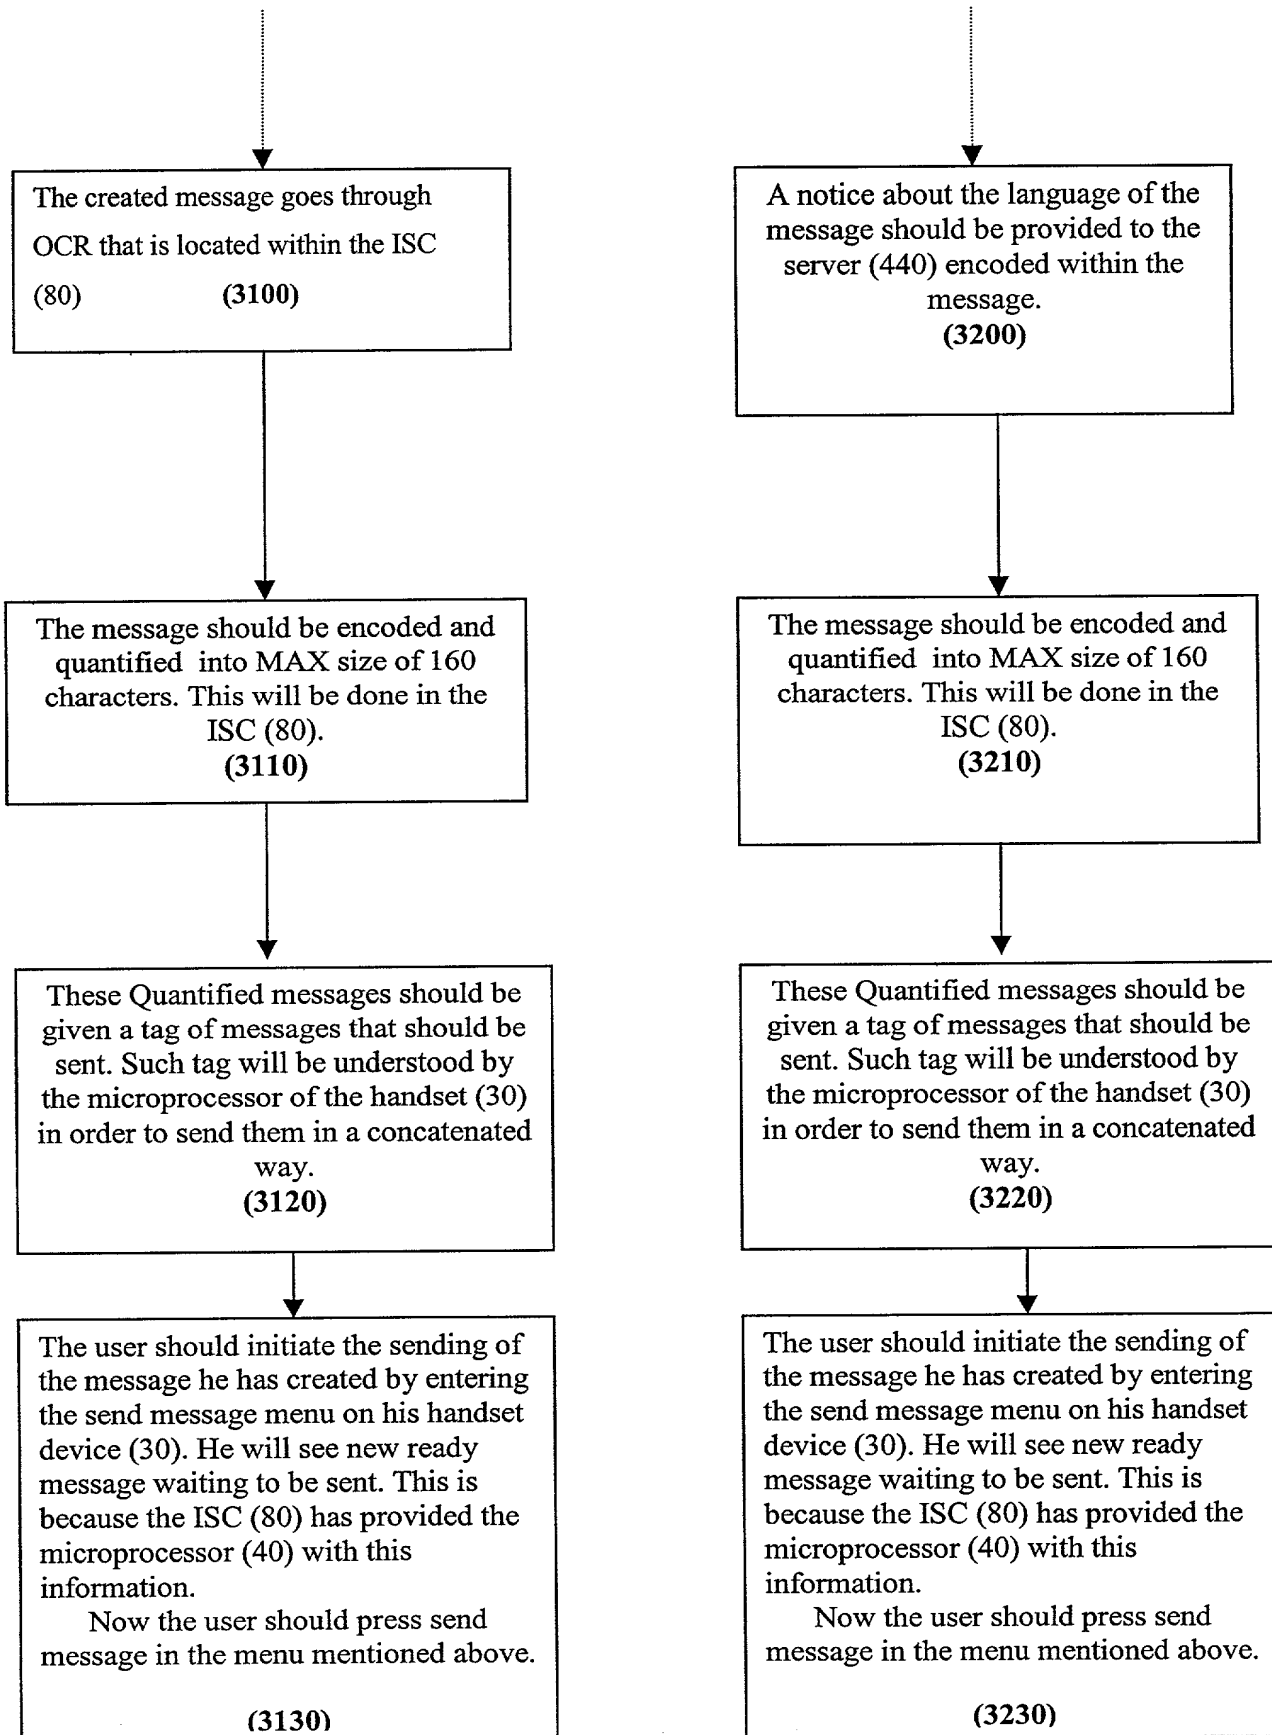 The created message goes through
OCR that is located within the ISC
(80) (3100)
The message should be encoded and
quantified into MAX size of 160
characters. This will be done in the
ISC (80).
(3110)
These Quantified messages should be
given a tag of messages that should be
sent. Such tag will be understood by
the microprocessor of the handset (30)
in order to send them in a concatenated
way.
(3120)
The user should initiate the sending of
the message he has created by entering
the send message menu on his handset
device (30). He will see new ready
message waiting to be sent. This is
because the ISC (80) has provided the
microprocessor (40) with this
information.
Now the user should press send
message in the menu mentioned above.
(3130)
A notice about the language of the
message should be provided to the
server (440) encoded within the
message.
(3200)
The message should be encoded and
quantified into MAX size of 160
characters. This will be done in the
ISC (80).
(3210)
These Quantified messages should be
given a tag of messages that should be
sent. Such tag will be understood by
the microprocessor of the handset (30)
in order to send them in a concatenated
way.
(3220)
The user should initiate the sending of
the message he has created by entering
the send message menu on his handset
device (30). He will see new ready
message waiting to be sent. This is
because the ISC (80) has provided the
microprocessor (40) with this
information.
Now the user should press send
message in the menu mentioned above.
(3230)